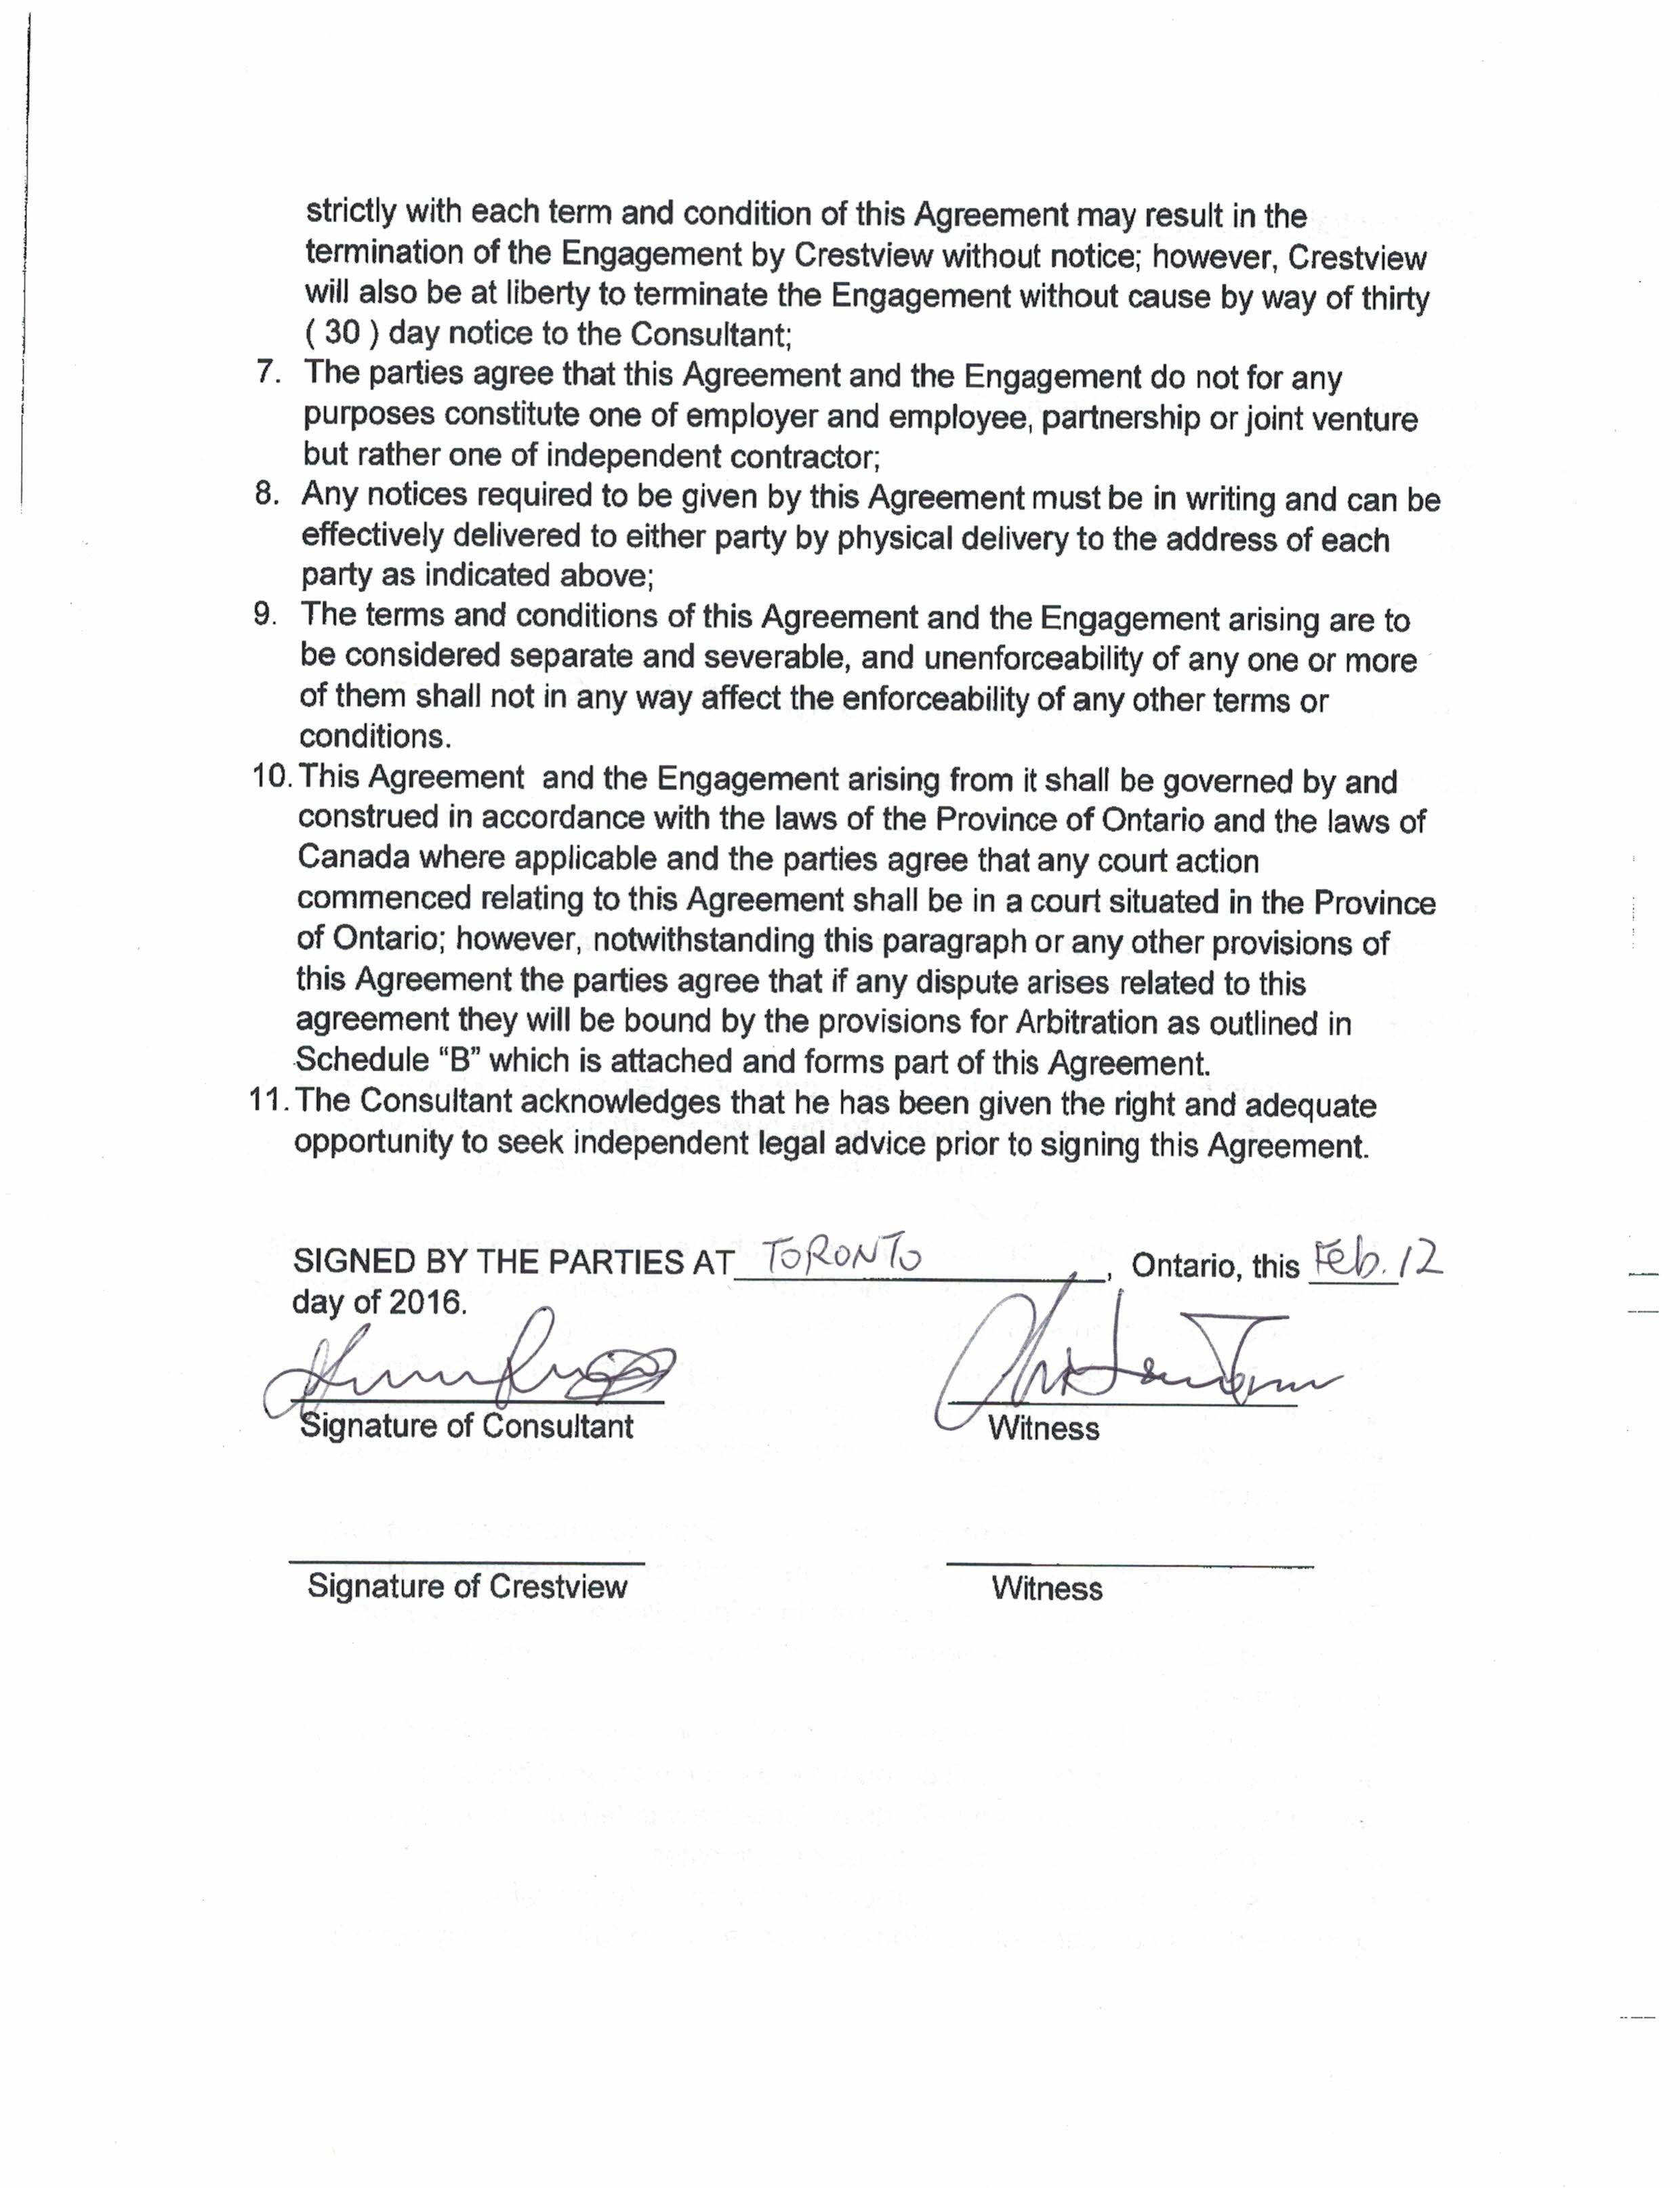 strictly with each term and condition of this Agreement may result in the
termination of the Engagement by Crestview without notice; however, Crestview
will also be at liberty to terminate the Engagement without cause by way of thirty
( 30 ) day notice to the Consultant;
7. The parties agree that this Agreement and the Engagement do not for any
purposes constitute one of employer and employee, partnership or joint venture
but rather one of independent contractor;
8. Any notices required to be given by this Agreement must be in writing and can be
effectively delivered to either party by physical delivery to the address of each
party as indicated above;
9. The terms and conditions of this Agreement and the Engagement arising are to
be considered separate and severable, and unenforceability of any one or more
of them shall not in any way affect the enforceability of any other terms or
conditions.
10. This Agreement and the Engagement arising from it shall be governed by and
construed in accordance with the laws of the Province of Ontario and the laws of
Canada where applicable and the parties agree that any court action
commenced relating to this Agreement shall be in a court situated in the Province
of Ontario; however, notwithstanding this paragraph or any other provisions of
this Agreement the parties agree that if any dispute arises related to this
agreement they will be bound by the provisions for Arbitration as outlined in
Schedule “B” which is attached and forms part of this Agreement.
11. The Consultant acknowledges that he has been given the right and adequate
opportunity to seek independent legal advice prior to signing this Agreement.
SIGNED BY THE PARTIES AT TORONTO, Ontario, this Feb. 12
day of 2016.
Signature of Consultant Witness
Signature of Crestview Witness